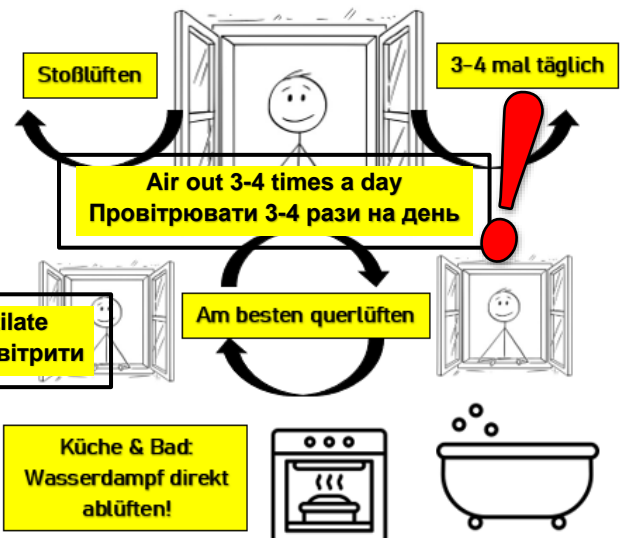 Stoßlüften
3-4 mal täglich
Air out 3-4 times a day
Провітрювати 3-4 рази на день
Am besten querlüften
Küche & Bad:
Wasserdampf direkt
ablüften!